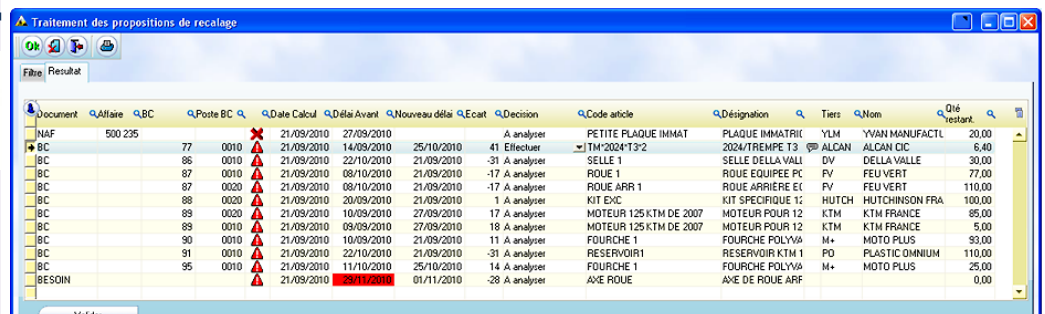 Traitement des propositions de recalage
Ok
Filtre Resultat
Document Affaire BC Poste BC Date Calcul Délai Avant Nouveau délai Ecart Decision Code article Désignation Tiers Nom Qté restant.
NAF 500 235 21/09/2010 27/09/2010 A analyser PETITE PLAQUE IMMAT PLAQUE IMMATRI( YLM YVAN MANUFACTL 20,00
BC 77 0010 21/09/2010 14/09/2010 25/10/2010 41 Effectuer TM*2024*T3*2 2024/TREMPE T3 ALCAN ALCAN CIC 6,40
BC 86 0010 21/09/2010 22/10/2010 21/09/2010 -31 A analyser SELLE 1 SELLE DELLA VALL DV DELLA VALLE 30,00
BC 87 0010 21/09/2010 08/10/2010 21/09/2010 -17 A analyser ROUE 1 ROUE EQUIPEE PC FV FEU VERT 77,00
BC 87 0020 21/09/2010 08/10/2010 21/09/2010 -17 A analyser ROUE ARR 1 ROUE ARRIÈRE E( FV FEU VERT 110,00
BC 88 0020 21/09/2010 20/09/2010 21/09/2010 1 A analyser KIT EXC KIT SPECIFIQUE 12 HUTCH HUTCHINSON FRA 100,00
BC 89 0020 21/09/2010 10/09/2010 27/09/2010 17 A analyser MOTEUR 125 KTM DE 2007 MOTEUR POUR 12 KTM KTM FRANCE 85,00
BC 89 0010 21/09/2010 09/09/2010 27/09/2010 18 A analyser MOTEUR 125 KTM DE 2007 MOTEUR POUR 12 KTM KTM FRANCE 5,00
BC 90 0010 21/09/2010 10/09/2010 21/09/2010 11 A analyser FOURCHE 1 FOURCHE POLYVA M+ MOTO PLUS 93,00
BC 91 0010 21/09/2010 22/10/2010 21/09/2010 -31 A analyser RESERVOIR1 RESERVOIR KTM 1 PO PLASTIC OMNIUM 110,00
BC 95 0010 21/09/2010 11/10/2010 25/10/2010 14 A analyser FOURCHE 1 FOURCHE POLYVA M+ MOTO PLUS 25,00
BESOIN 21/09/2010 29/11/2010 01/11/2010 -28 A analyser AXE ROUE AXE DE ROUE ARF 0,00